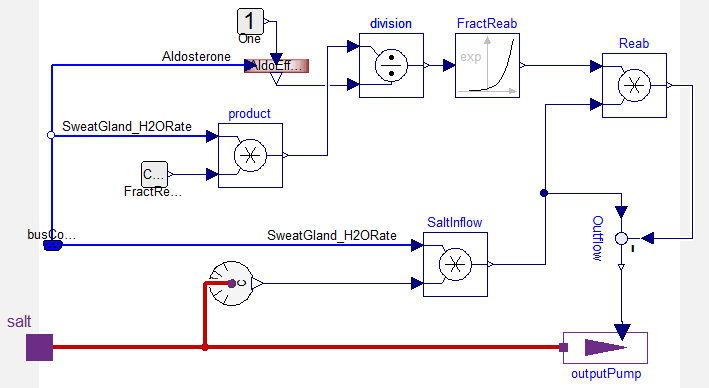 1
One
division
FractReab
Aldosterone
AldoEff...
exp
Reab
product
SweatGland_H2ORate
C...
FractRe...
SaltInflow
Outflow
busCo...
SweatGland_H2ORate
C
salt
outputPump